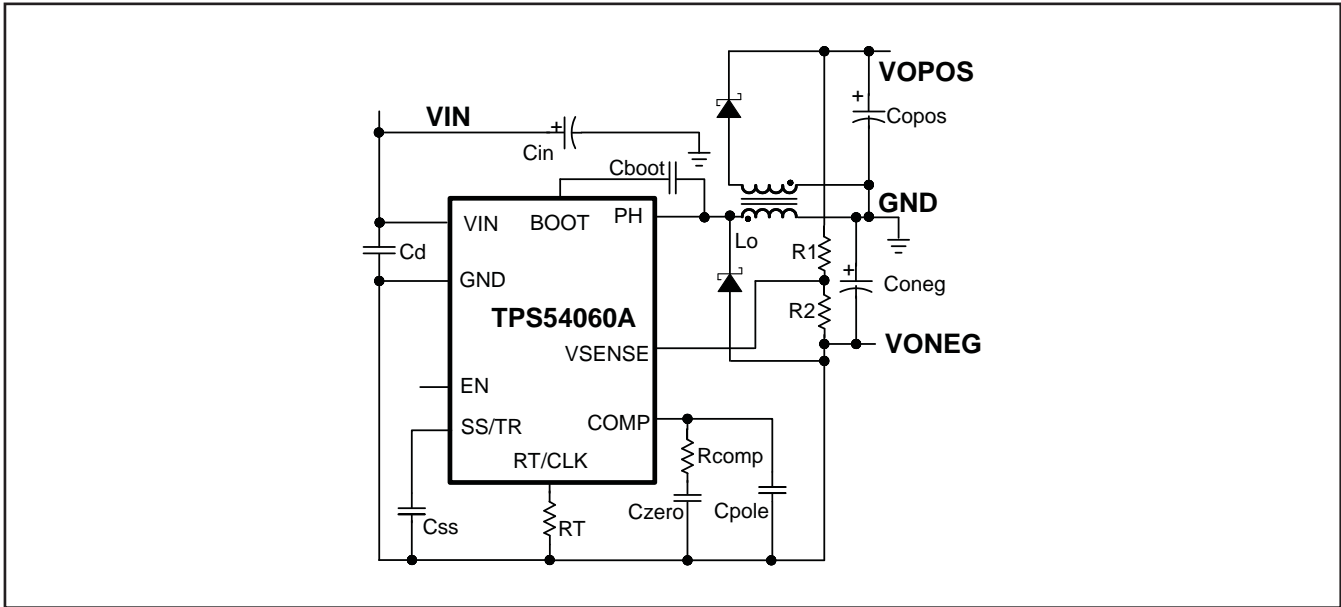 VOPOS
+
Copos
VIN
+
Cin
Cboot
GND
VIN
BOOT
PH
Lo
Cd
R1
+
GND
Coneg
R2
TPS54060A
VONEG
VSENSE
EN
COMP
SS/TR
Rcomp
RT/CLK
Czero
Cpole
Css
RT